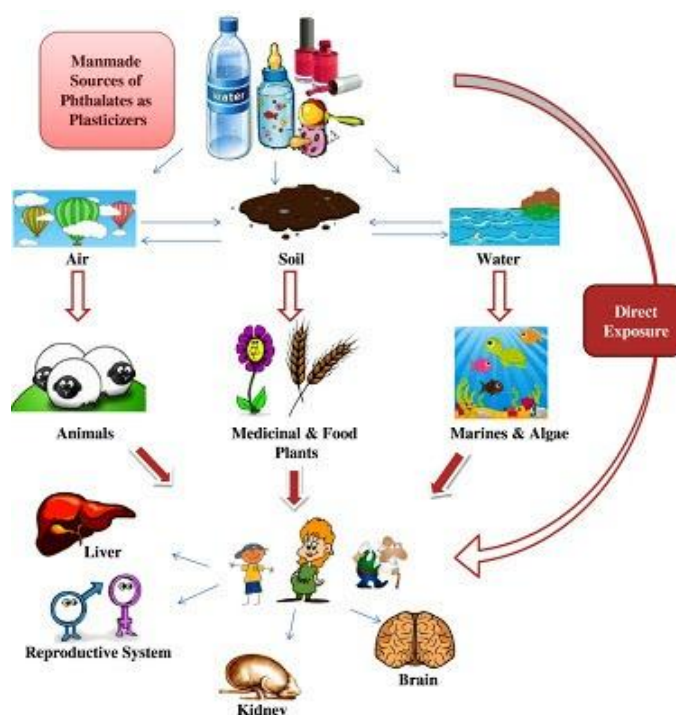 Manmade
Sources of
Phthalates as
Plasticizers
water
Air
Soil
Water
Direct
Exposure
Animals
Medicinal & Food
Plants
Marines & Algae
Liver
Reproductive System
Kidney
Brain